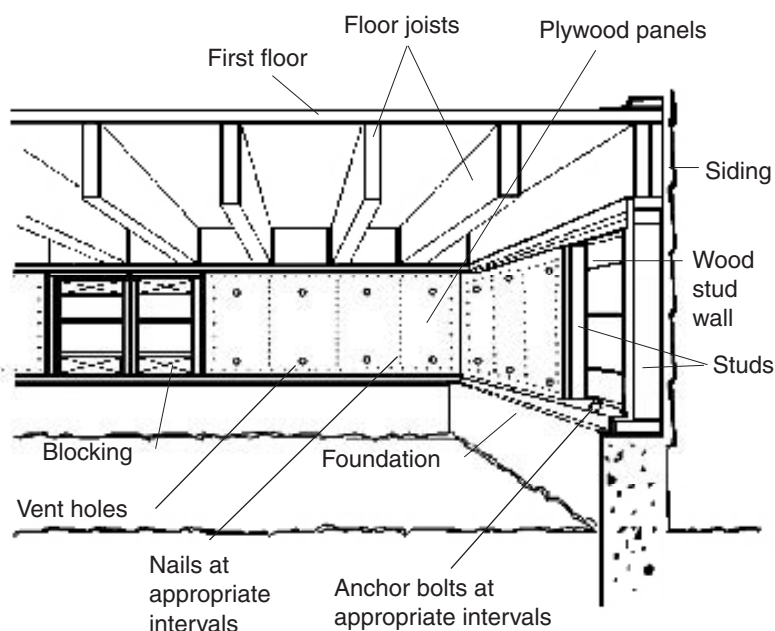 Floor joists
Plywood panels
First floor
Siding
Wood
stud
wall
Studs
Blocking
Foundation
Vent holes
Nails at
appropriate
intervals
Anchor bolts at
appropriate intervals